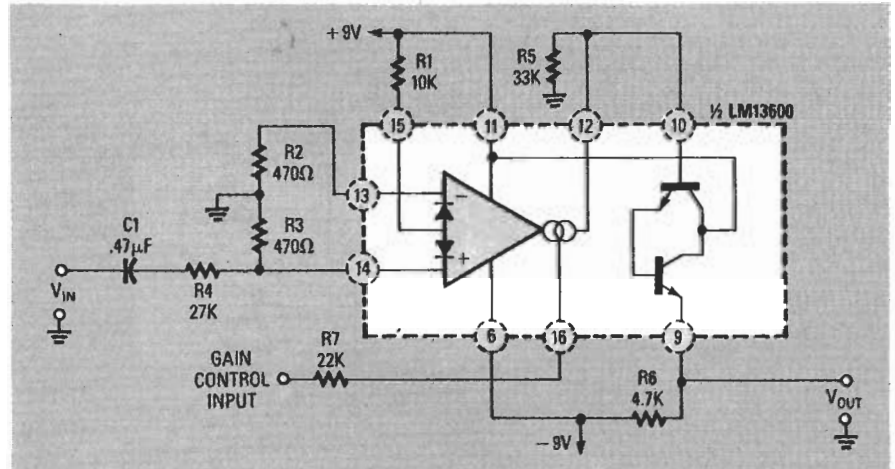 +9V
R1
10K
R5
33K
½ LM13600
15
11
12
10
R2
470Ω
13
R3
470Ω
C1
.47µF
14
VIN
R4
27K
R7
22K
6
16
9
GAIN
CONTROL
INPUT
R6
4.7K
VOUT
−9V